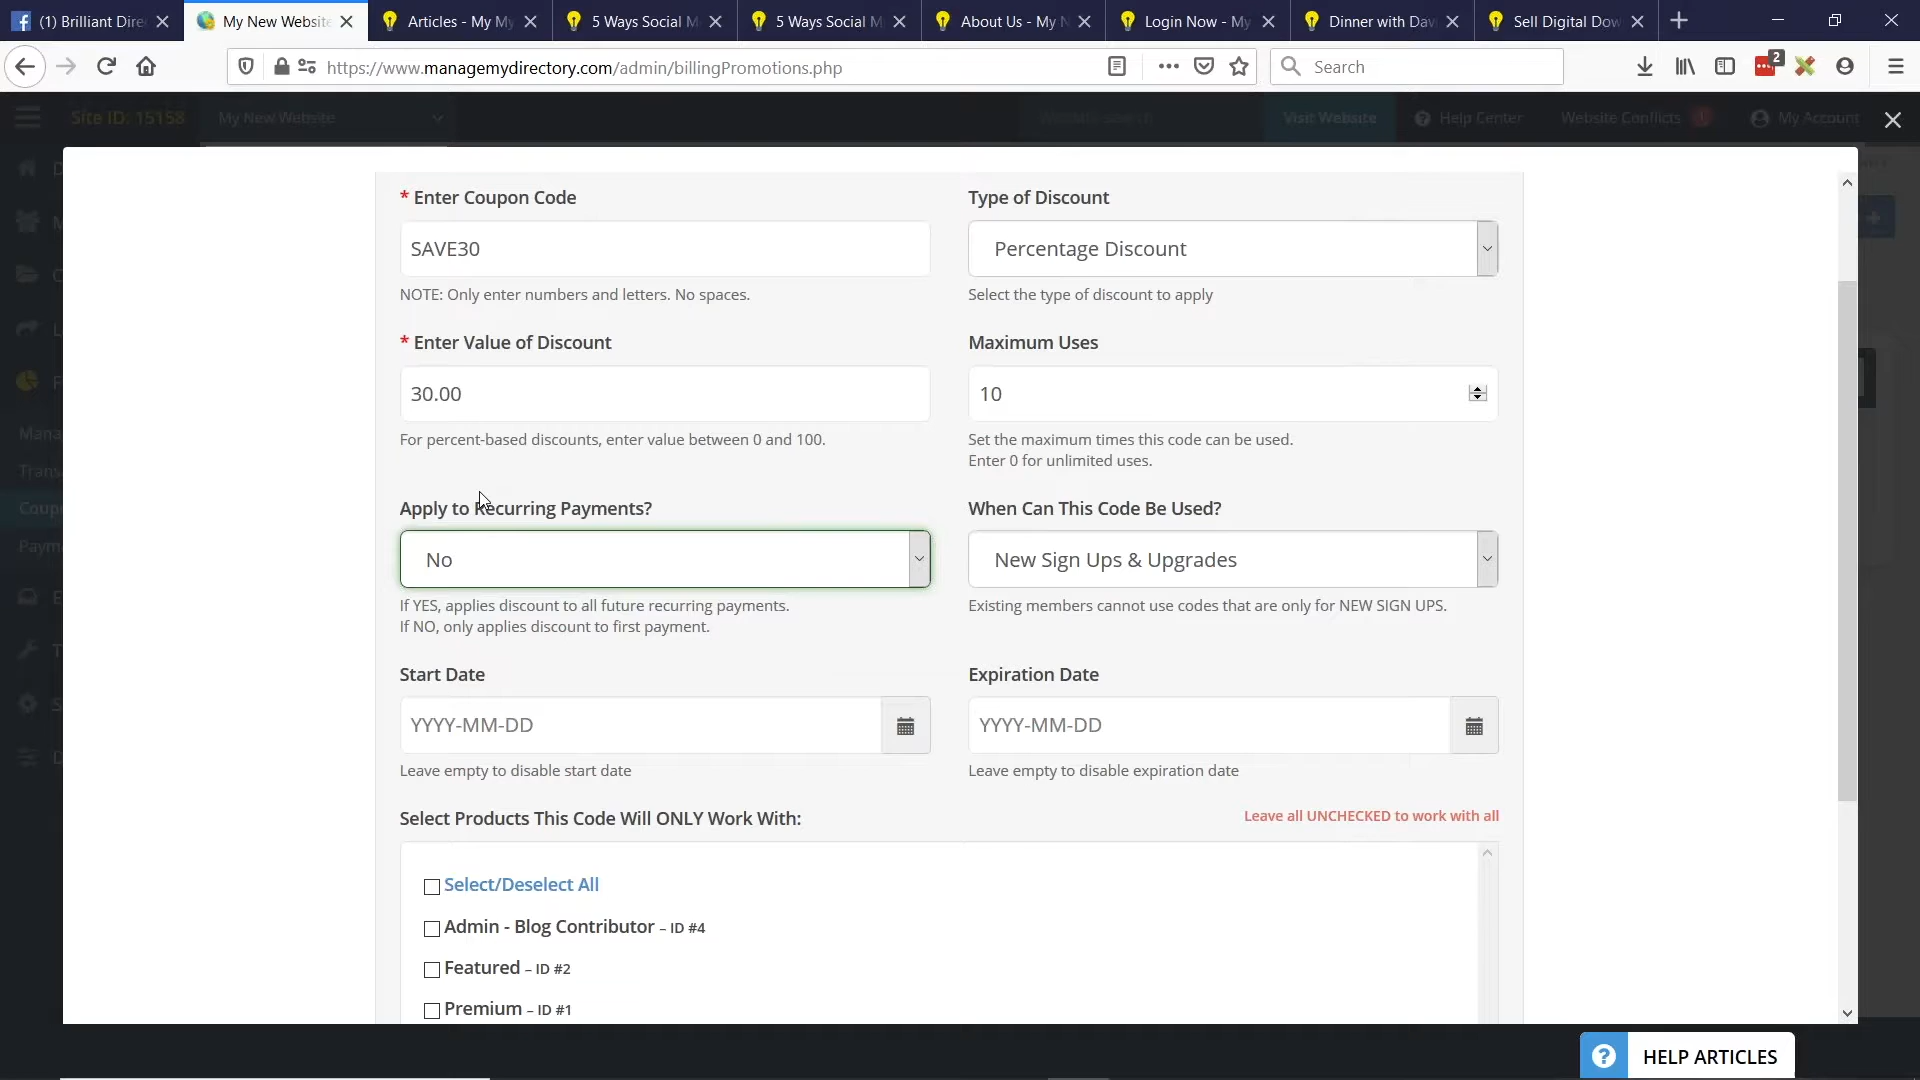 (1) Brilliant Dire
My New Website
Articles - My My
5 Ways Social M
5 Ways Social M
About Us - My N
Login Now - My
Dinner with Dav
Sell Digital Dow
https://www.managemydirectory.com/admin/billingPromotions.php
Search
2
Site ID: 15158
My New Website
Visit Website
Help Center
Website Conflicts
My Account
* Enter Coupon Code
Type of Discount
SAVE30
Percentage Discount
NOTE: Only enter numbers and letters. No spaces.
Select the type of discount to apply
* Enter Value of Discount
Maximum Uses
30.00
10
For percent-based discounts, enter value between 0 and 100.
Set the maximum times this code can be used.
Enter 0 for unlimited uses.
Mana
Trans
Coup
Paym
Apply to Recurring Payments?
When Can This Code Be Used?
No
New Sign Ups & Upgrades
If YES, applies discount to all future recurring payments.
Existing members cannot use codes that are only for NEW SIGN UPS.
If NO, only applies discount to first payment.
Start Date
Expiration Date
YYYY-MM-DD
YYYY-MM-DD
Leave empty to disable start date
Leave empty to disable expiration date
Select Products This Code Will ONLY Work With:
Leave all UNCHECKED to work with all
Select/Deselect All
Admin - Blog Contributor – ID #4
Featured – ID #2
Premium – ID #1
HELP ARTICLES